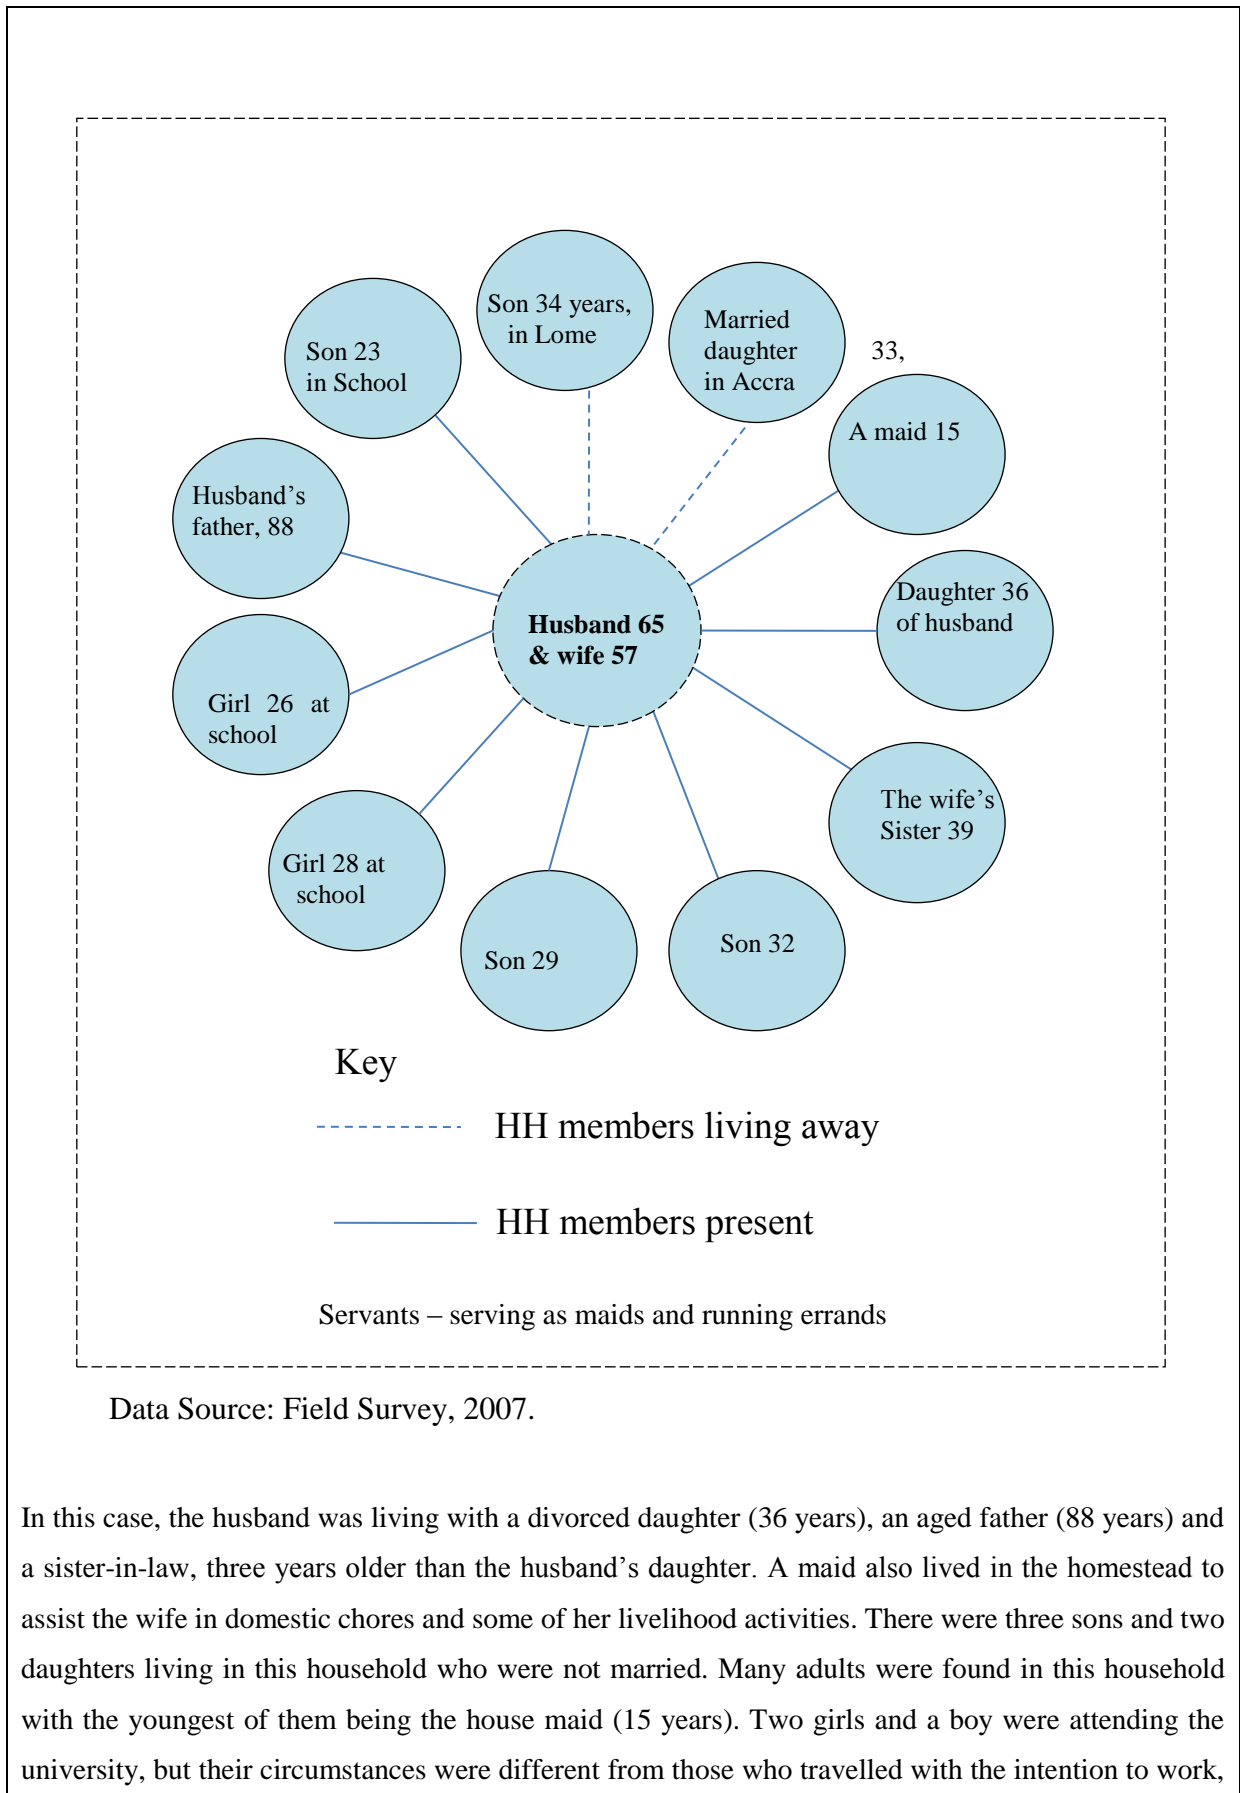 Son 34 years,
in Lome
Married
daughter
in Accra
33,
Son 23
in School
A maid 15
Husband’s
father, 88
Daughter 36
of husband
Husband 65
& wife 57
Girl 26 at
school
The wife’s
Sister 39
Girl 28 at
school
Son 29
Son 32
Key
HH members living away
HH members present
Servants – serving as maids and running errands
Data Source: Field Survey, 2007.
In this case, the husband was living with a divorced daughter (36 years), an aged father (88 years) and
a sister-in-law, three years older than the husband’s daughter. A maid also lived in the homestead to
assist the wife in domestic chores and some of her livelihood activities. There were three sons and two
daughters living in this household who were not married. Many adults were found in this household
with the youngest of them being the house maid (15 years). Two girls and a boy were attending the
university, but their circumstances were different from those who travelled with the intention to work,